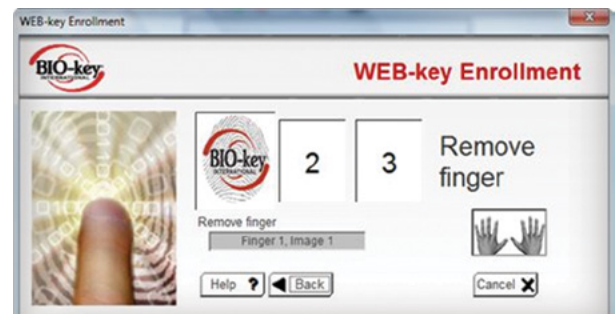 WEB-key Enrollment
BIO-key
INTERNATIONAL
WEB-key Enrollment
BIO-key
INTERNATIONAL
2
3
Remove
finger
Remove finger
Finger 1, Image 1
Help ?
Back
Cancel X